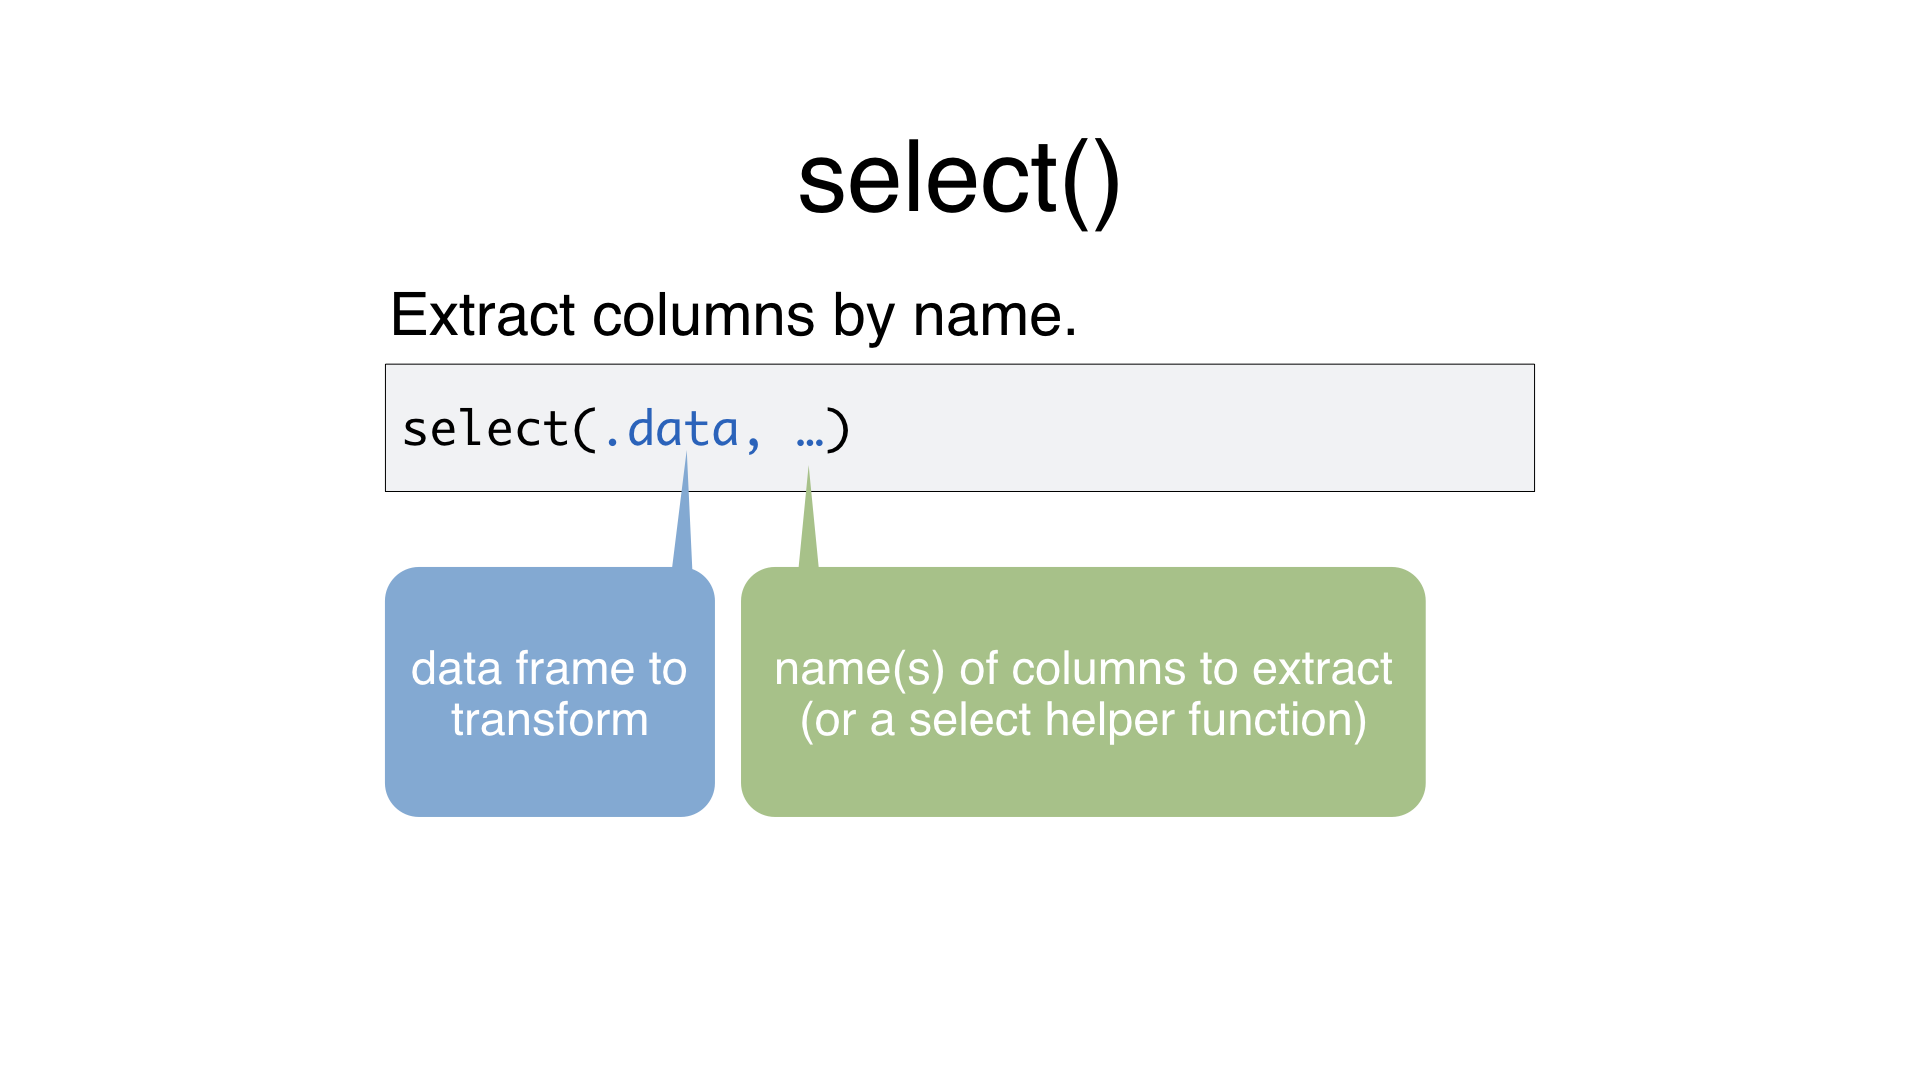 select()
Extract columns by name.
select(.data, …)
data frame to
transform
name(s) of columns to extract
(or a select helper function)